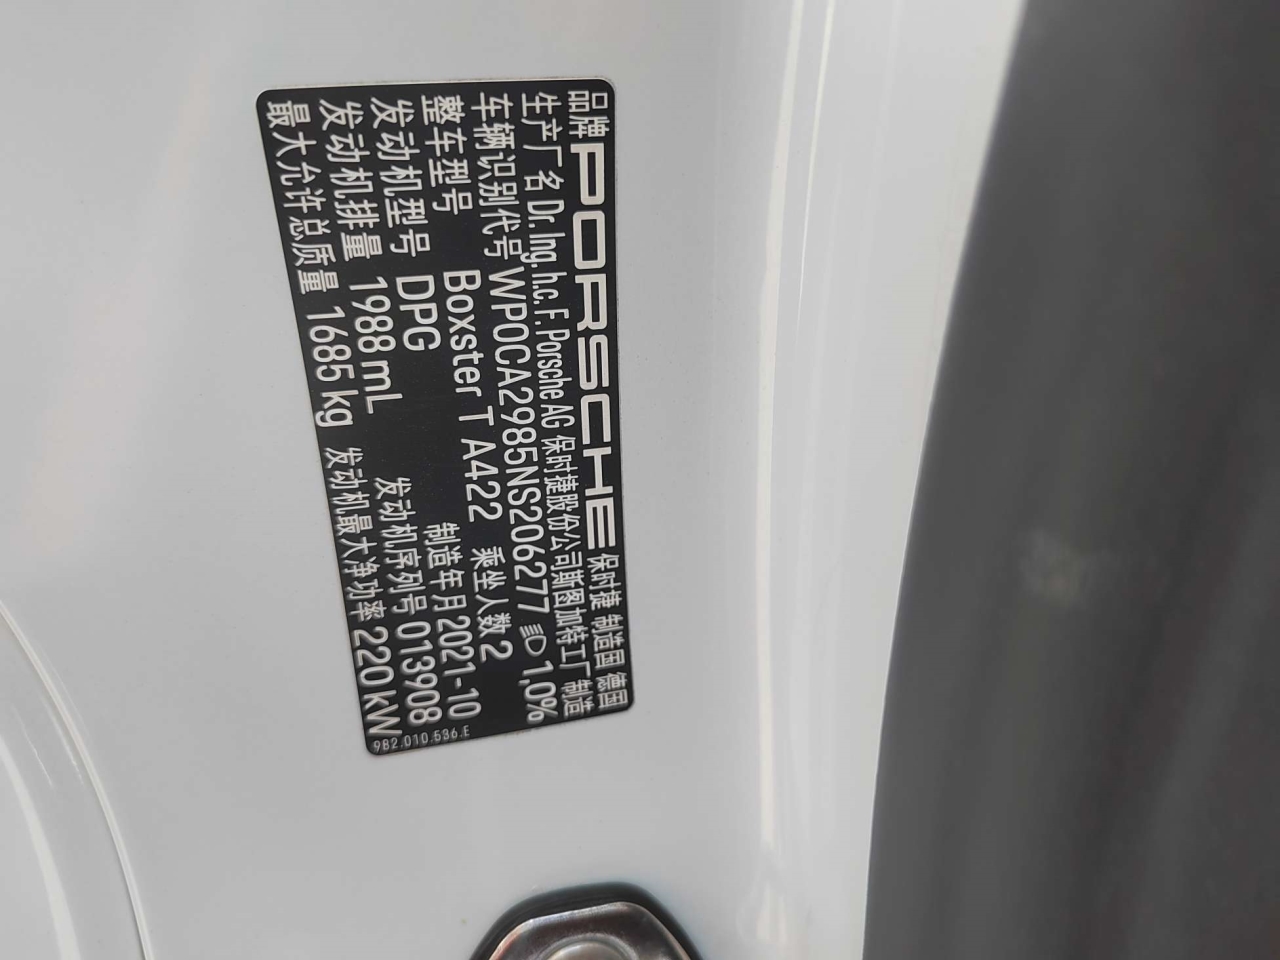 品牌 PORSCHE 保时捷 制造国 德国
生产厂名 Dr. Ing. h.c. F. Porsche AG 保时捷股份公司斯图加特工厂制造
车辆识别代号 WP0CA2985NS206277 1,0%
整车型号 Boxster T A422 乘坐人数 2
发动机型号 DPG 制造年月 2021-10
发动机排量 1988 mL 发动机序列号 013908
最大允许总质量 1685 kg 发动机最大净功率 220 kW
9B2.010.536.E